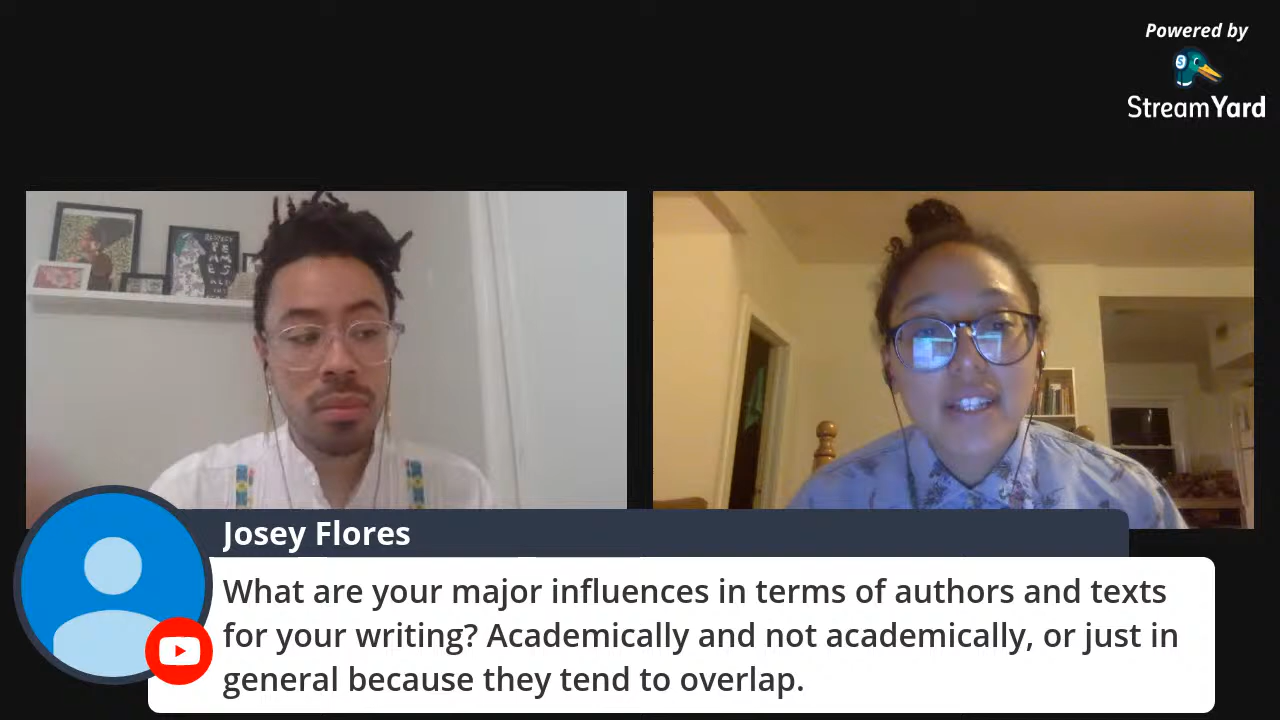 Powered by
StreamYard
Josey Flores
What are your major influences in terms of authors and texts
for your writing? Academically and not academically, or just in
general because they tend to overlap.